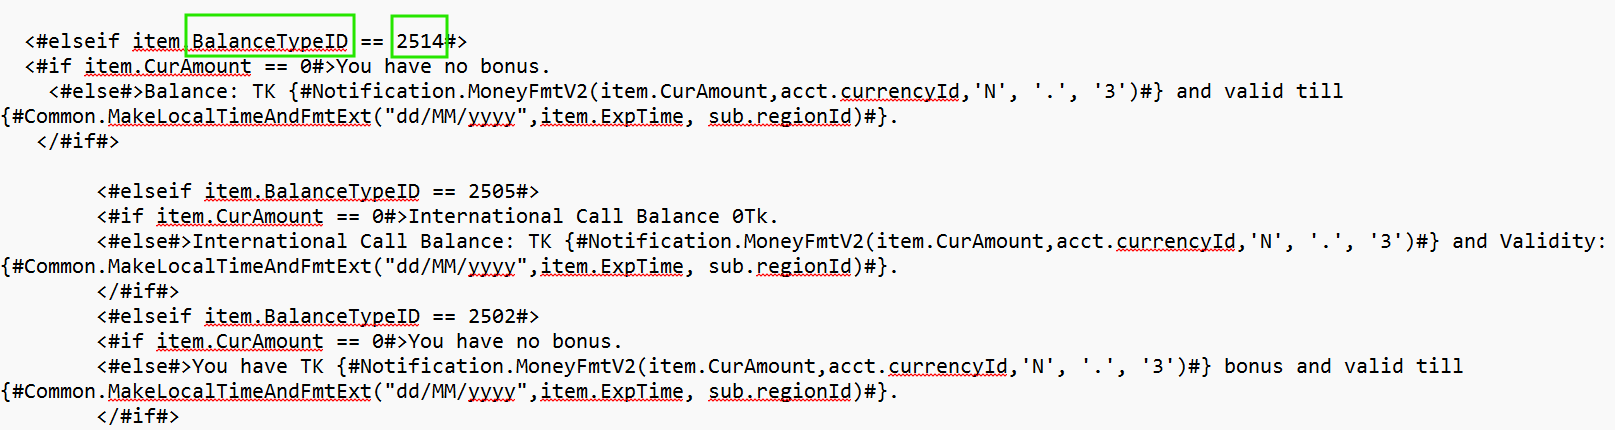 <#elseif item.BalanceTypeID == 2514#>
<#if item.CurAmount == 0#>You have no bonus.
<#else#>Balance: TK {#Notification.MoneyFmtV2(item.CurAmount,acct.currencyId,'N', '.', '3')#} and valid till
{#Common.MakeLocalTimeAndFmtExt("dd/MM/yyyy",item.ExpTime, sub.regionId)#}.
</#if#>
<#elseif item.BalanceTypeID == 2505#>
<#if item.CurAmount == 0#>International Call Balance 0Tk.
<#else#>International Call Balance: TK {#Notification.MoneyFmtV2(item.CurAmount,acct.currencyId,'N', '.', '3')#} and Validity:
{#Common.MakeLocalTimeAndFmtExt("dd/MM/yyyy",item.ExpTime, sub.regionId)#}.
</#if#>
<#elseif item.BalanceTypeID == 2502#>
<#if item.CurAmount == 0#>You have no bonus.
<#else#>You have TK {#Notification.MoneyFmtV2(item.CurAmount,acct.currencyId,'N', '.', '3')#} bonus and valid till
{#Common.MakeLocalTimeAndFmtExt("dd/MM/yyyy",item.ExpTime, sub.regionId)#}.
</#if#>